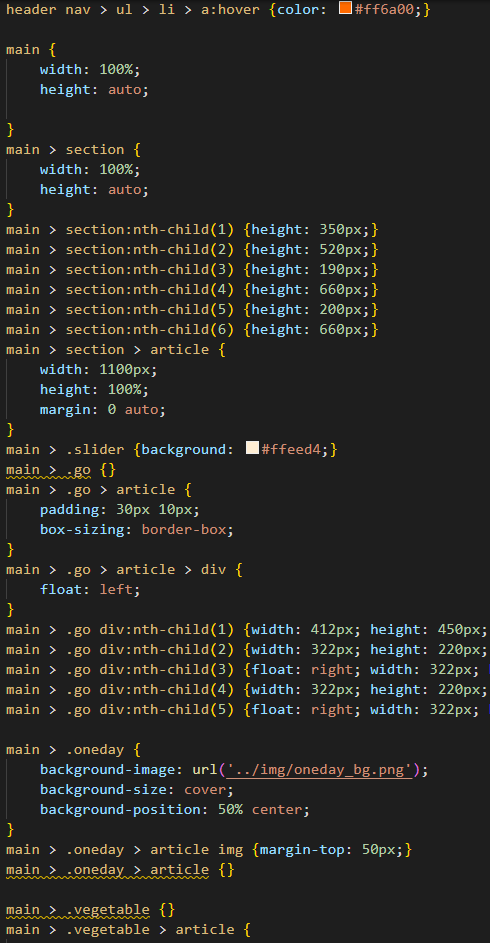 header nav > ul > li > a:hover {color: #ff6a00;}
main {
width: 100%;
height: auto;
}
main > section {
width: 100%;
height: auto;
}
main > section:nth-child(1) {height: 350px;}
main > section:nth-child(2) {height: 520px;}
main > section:nth-child(3) {height: 190px;}
main > section:nth-child(4) {height: 660px;}
main > section:nth-child(5) {height: 200px;}
main > section:nth-child(6) {height: 660px;}
main > section > article {
width: 1100px;
height: 100%;
margin: 0 auto;
}
main > .slider {background: #ffeed4;}
main > .go {}
main > .go > article {
padding: 30px 10px;
box-sizing: border-box;
}
main > .go > article > div {
float: left;
}
main > .go div:nth-child(1) {width: 412px; height: 450px;
main > .go div:nth-child(2) {width: 322px; height: 220px;
main > .go div:nth-child(3) {float: right; width: 322px;
main > .go div:nth-child(4) {width: 322px; height: 220px;
main > .go div:nth-child(5) {float: right; width: 322px;
main > .oneday {
background-image: url('../img/oneday_bg.png');
background-size: cover;
background-position: 50% center;
}
main > .oneday > article img {margin-top: 50px;}
main > .oneday > article {}
main > .vegetable {}
main > .vegetable > article {